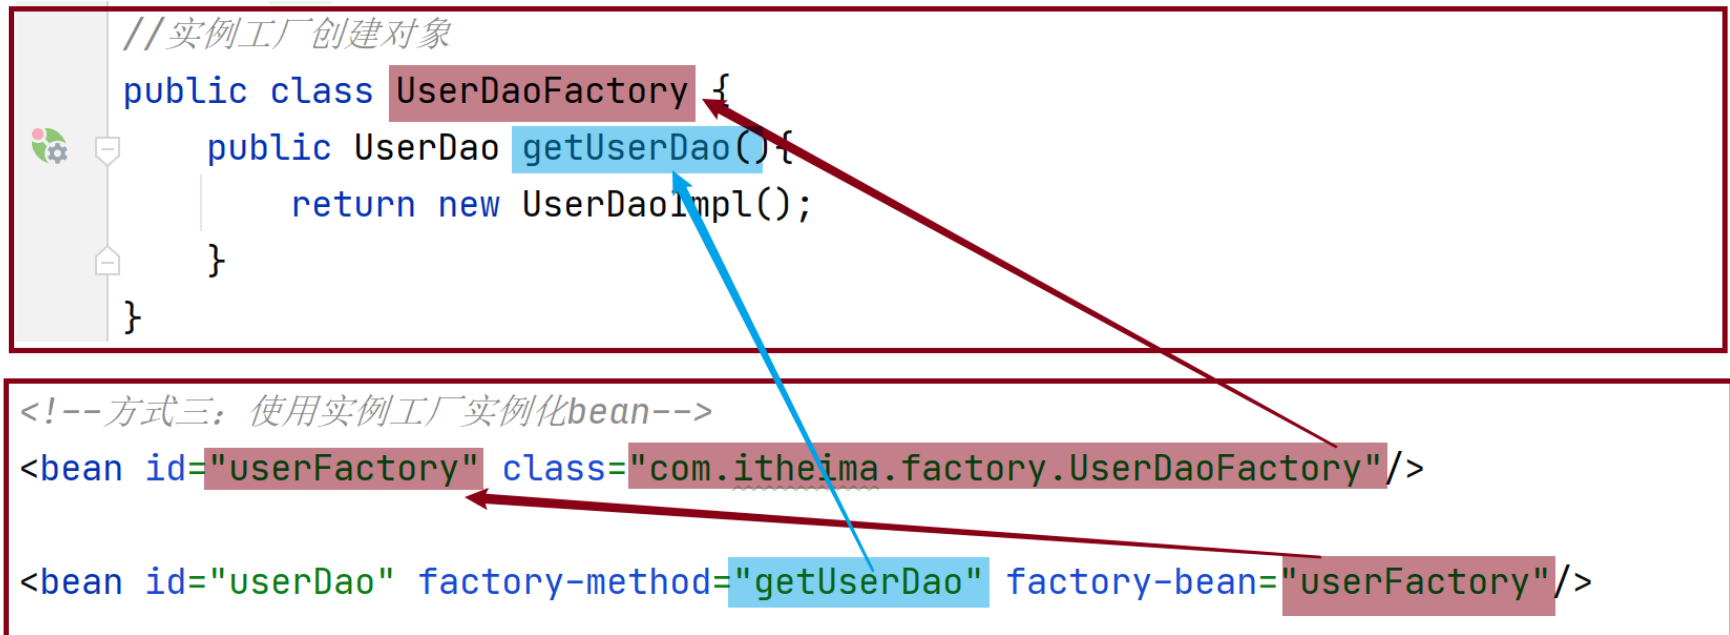 //实例工厂创建对象
public class UserDaoFactory {
public UserDao getUserDao(){
return new UserDaoImpl();
}
}
<!--方式三：使用实例工厂实例化bean-->
<bean id="userFactory" class="com.itheima.factory.UserDaoFactory"/>
<bean id="userDao" factory-method="getUserDao" factory-bean="userFactory"/>